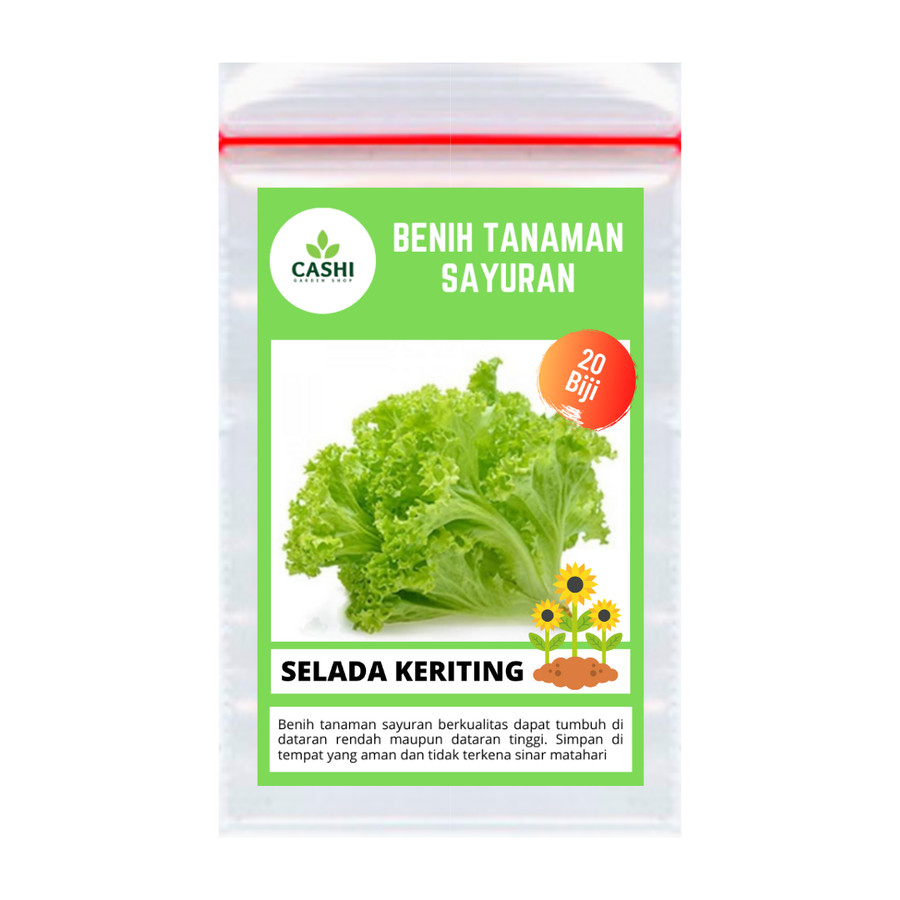 CASHI
GARDEN SHOP
BENIH TANAMAN
SAYURAN
20
Biji
SELADA KERITING
Benih tanaman sayuran berkualitas dapat tumbuh di
dataran rendah maupun dataran tinggi. Simpan di
tempat yang aman dan tidak terkena sinar matahari